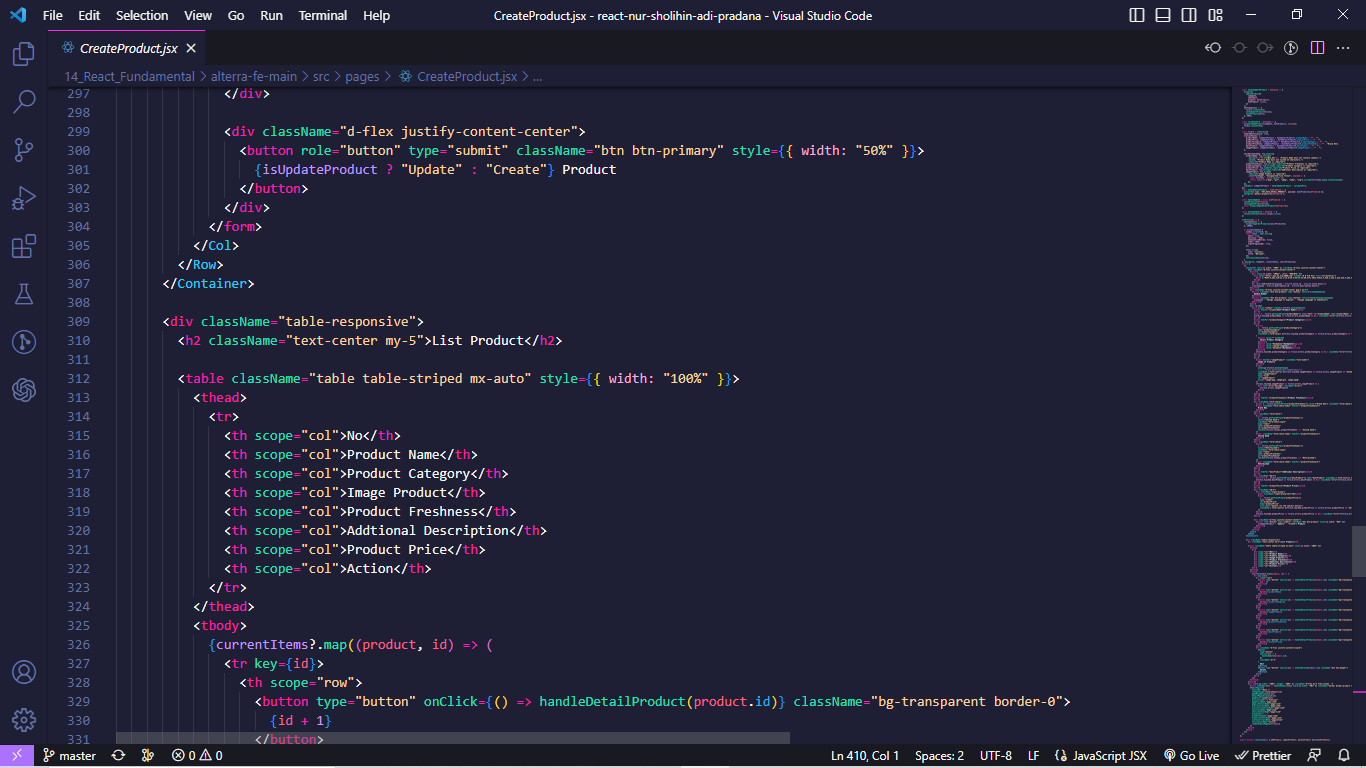 File Edit Selection View Go Run Terminal Help CreateProduct.jsx - react-nur-sholihin-adi-pradana - Visual Studio Code
CreateProduct.jsx
14_React_Fundamental > alterra-fe-main > src > pages > CreateProduct.jsx > ...
297 </div>
298
299 <div className="d-flex justify-content-center">
300 <button role="button" type="submit" className="btn btn-primary" style={{ width: "50%" }}>
301 {isUpdateProduct ? "Update" : "Create"} Product
302 </button>
303 </div>
304 </form>
305 </Col>
306 </Row>
307 </Container>
308
309 <div className="table-responsive">
310 <h2 className="text-center my-5">List Product</h2>
311
312 <table className="table table-striped mx-auto" style={{ width: "100%" }}>
313 <thead>
314 <tr>
315 <th scope="col">No</th>
316 <th scope="col">Product Name</th>
317 <th scope="col">Product Category</th>
318 <th scope="col">Image Product</th>
319 <th scope="col">Product Freshness</th>
320 <th scope="col">Addtional Description</th>
321 <th scope="col">Product Price</th>
322 <th scope="col">Action</th>
323 </tr>
324 </thead>
325 <tbody>
326 {currentItems?.map((product, id) => (
327 <tr key={id}>
328 <th scope="row">
329 <button type="button" onClick={() => handleDetailProduct(product.id)} className="bg-transparent border-0">
330 {id + 1}
331 </button>
master 0 0 Ln 410, Col 1 Spaces: 2 UTF-8 LF {} JavaScript JSX Go Live Prettier